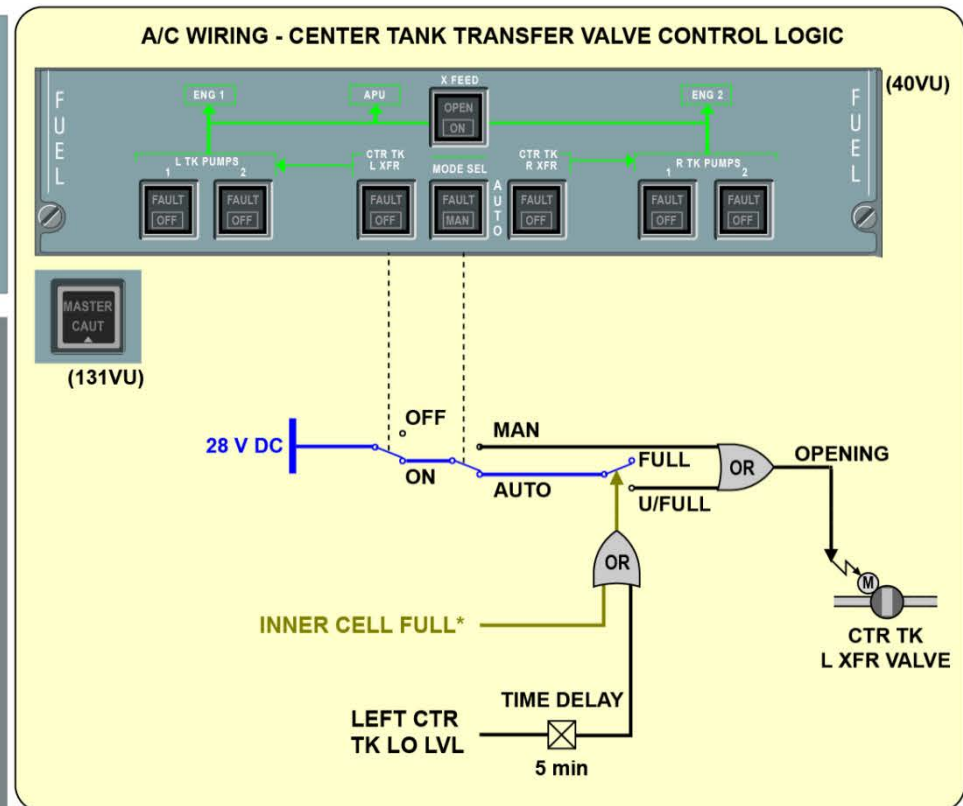 A/C WIRING - CENTER TANK TRANSFER VALVE CONTROL LOGIC
(40VU)
FUEL
FUEL
X FEED
ENG 1
APU
OPEN
ON
ENG 2
L TK PUMPS
1 2
CTR TK
L XFR
MODE SEL
AUTO
CTR TK
R XFR
R TK PUMPS
1 2
FAULT
OFF
FAULT
OFF
FAULT
OFF
FAULT
MAN
FAULT
OFF
FAULT
OFF
FAULT
OFF
MASTER
CAUT
(131VU)
OFF
28 V DC
ON
MAN
AUTO
FULL
U/FULL
OR
OPENING
OR
M
INNER CELL FULL*
CTR TK
L XFR VALVE
TIME DELAY
LEFT CTR
TK LO LVL
5 min